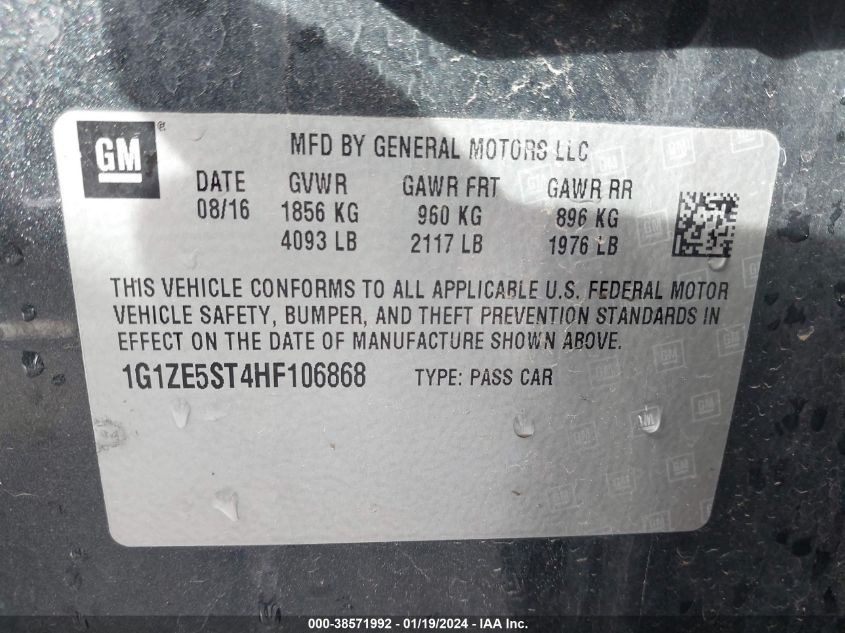 GM®
MFD BY GENERAL MOTORS LLC
DATE GVWR GAWR FRT GAWR RR
08/16 1856 KG 960 KG 896 KG
4093 LB 2117 LB 1976 LB
THIS VEHICLE CONFORMS TO ALL APPLICABLE U.S. FEDERAL MOTOR
VEHICLE SAFETY, BUMPER, AND THEFT PREVENTION STANDARDS IN
EFFECT ON THE DATE OF MANUFACTURE SHOWN ABOVE.
1G1ZE5ST4HF106868 TYPE: PASS CAR
000-38571992 - 01/19/2024 - IAA Inc.